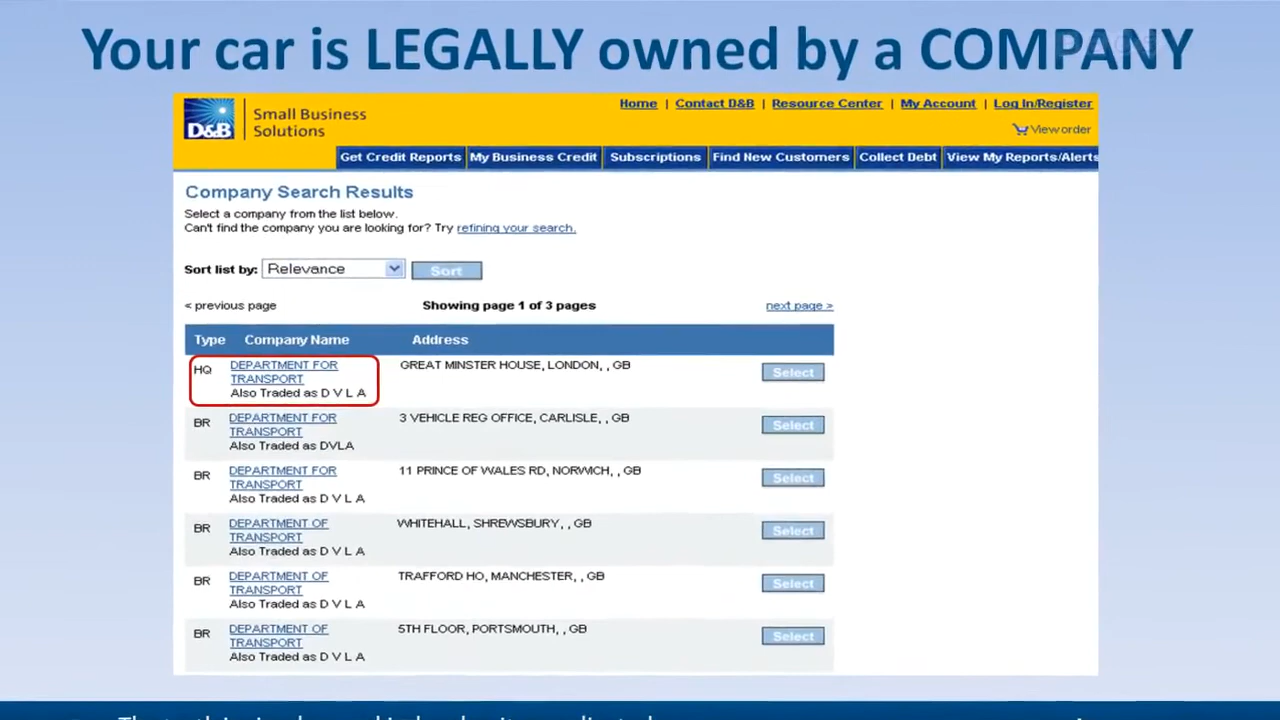 Your car is LEGALLY owned by a COMPANY
D&B
Small Business
Solutions
Home | Contact D&B | Resource Center | My Account | Log In/Register
View order
Get Credit Reports My Business Credit Subscriptions Find New Customers Collect Debt View My Reports/Alerts
Company Search Results
Select a company from the list below.
Can't find the company you are looking for? Try refining your search.
Sort list by: Relevance Sort
< previous page Showing page 1 of 3 pages next page >
Type Company Name Address
HQ DEPARTMENT FOR GREAT MINSTER HOUSE, LONDON, , GB Select
TRANSPORT
Also Traded as D V L A
BR DEPARTMENT FOR 3 VEHICLE REG OFFICE, CARLISLE, , GB Select
TRANSPORT
Also Traded as DVLA
BR DEPARTMENT FOR 11 PRINCE OF WALES RD, NORWICH, , GB Select
TRANSPORT
Also Traded as D V L A
BR DEPARTMENT OF WHITEHALL, SHREWSBURY, , GB Select
TRANSPORT
Also Traded as D V L A
BR DEPARTMENT OF TRAFFORD HO, MANCHESTER, , GB Select
TRANSPORT
Also Traded as D V L A
BR DEPARTMENT OF 5TH FLOOR, PORTSMOUTH, , GB Select
TRANSPORT
Also Traded as D V L A